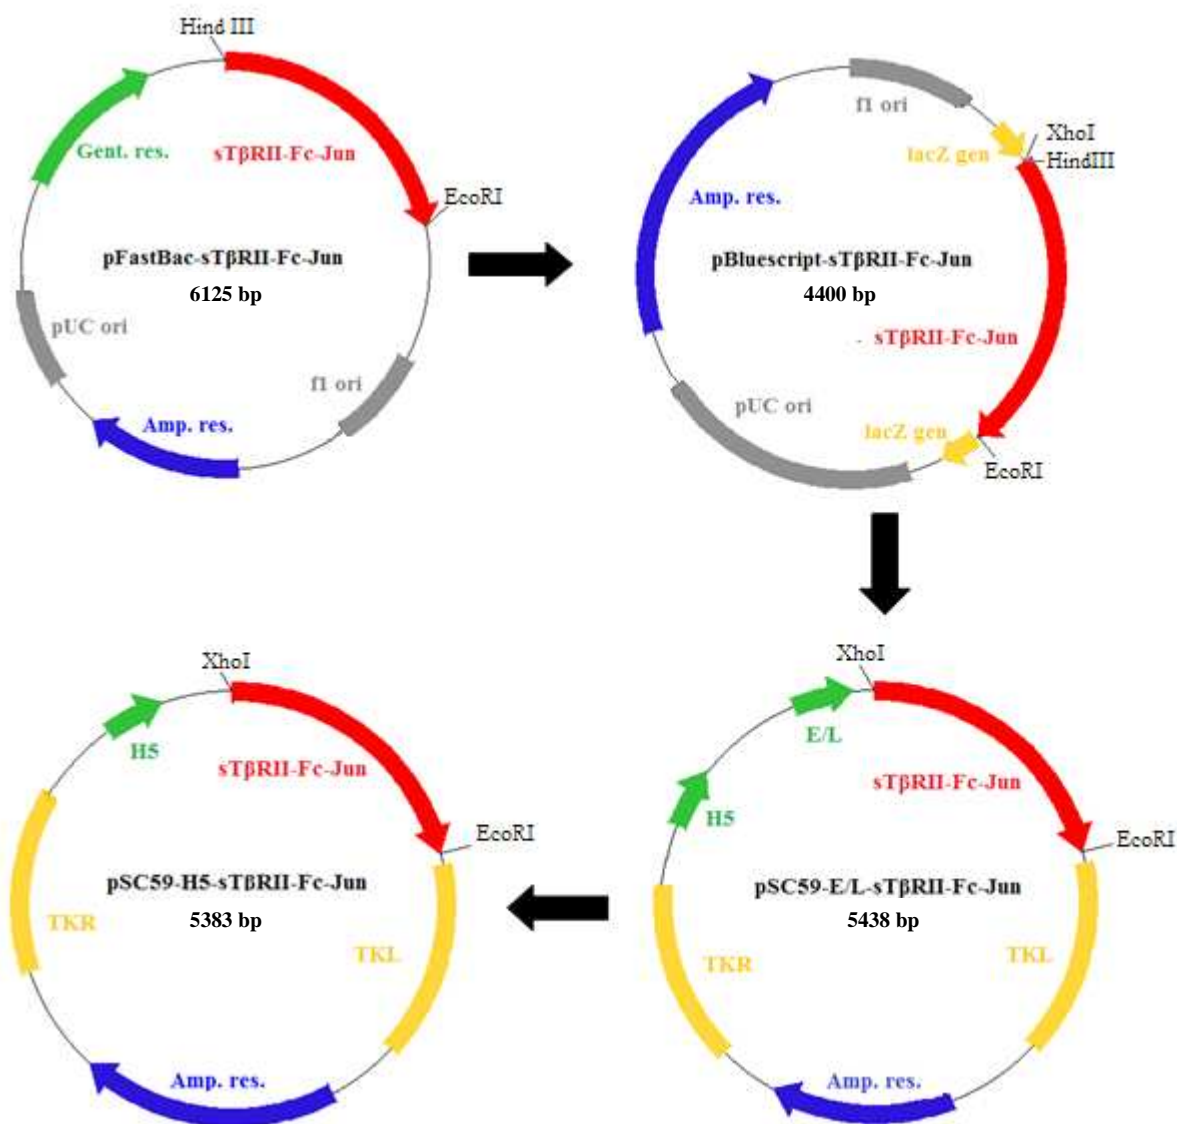 Hind III
Gent. res.
sTβRII-Fc-Jun
EcoRI
pFastBac-sTβRII-Fc-Jun
6125 bp
pUC ori
f1 ori
Amp. res.
f1 ori
XhoI
lacZ gen
HindIII
Amp. res.
pBluescript-sTβRII-Fc-Jun
4400 bp
sTβRII-Fc-Jun
pUC ori
lacZ gen
EcoRI
XhoI
H5
sTβRII-Fc-Jun
EcoRI
pSC59-H5-sTβRII-Fc-Jun
5383 bp
TKR
TKL
Amp. res.
XhoI
E/L
sTβRII-Fc-Jun
H5
EcoRI
pSC59-E/L-sTβRII-Fc-Jun
5438 bp
TKR
TKL
Amp. res.